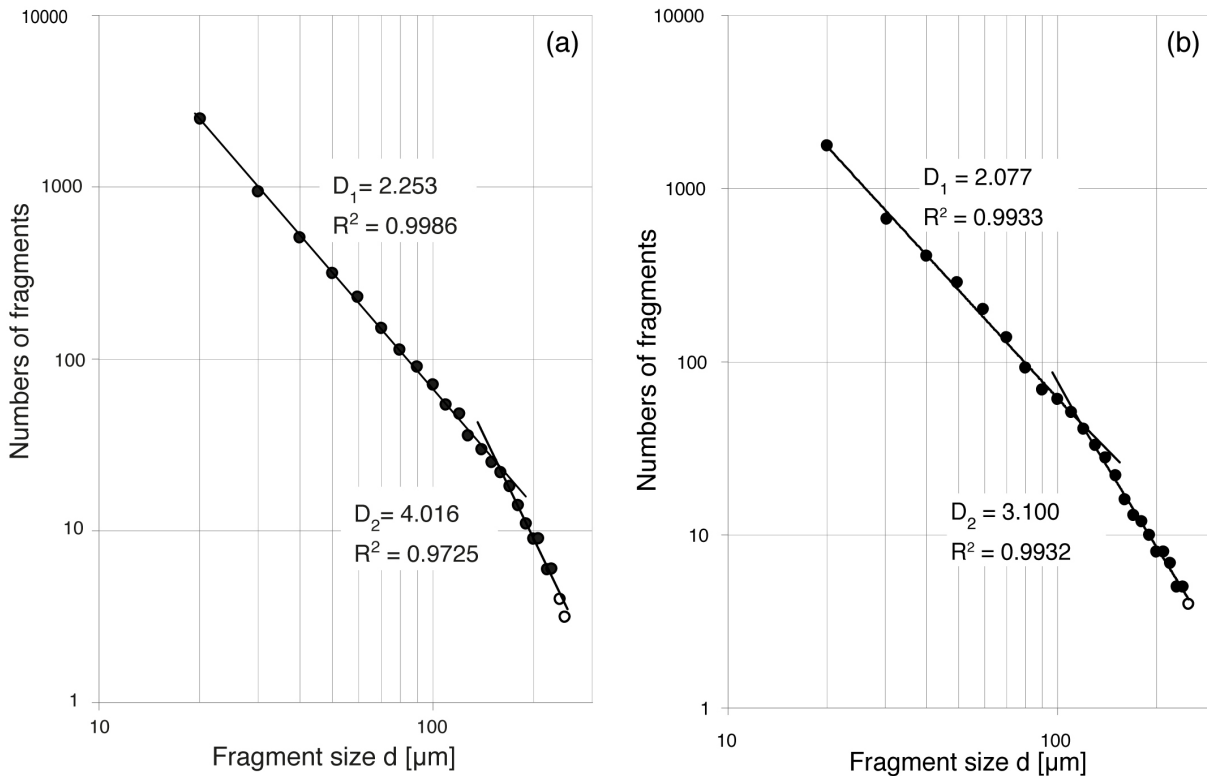 (a)
10000
1000
100
10
1
Numbers of fragments
D₁= 2.253
R² = 0.9986
D₂= 4.016
R² = 0.9725
10
100
Fragment size d [µm]
(b)
10000
1000
100
10
1
Numbers of fragments
D₁ = 2.077
R² = 0.9933
D₂ = 3.100
R² = 0.9932
10
100
Fragment size d [µm]